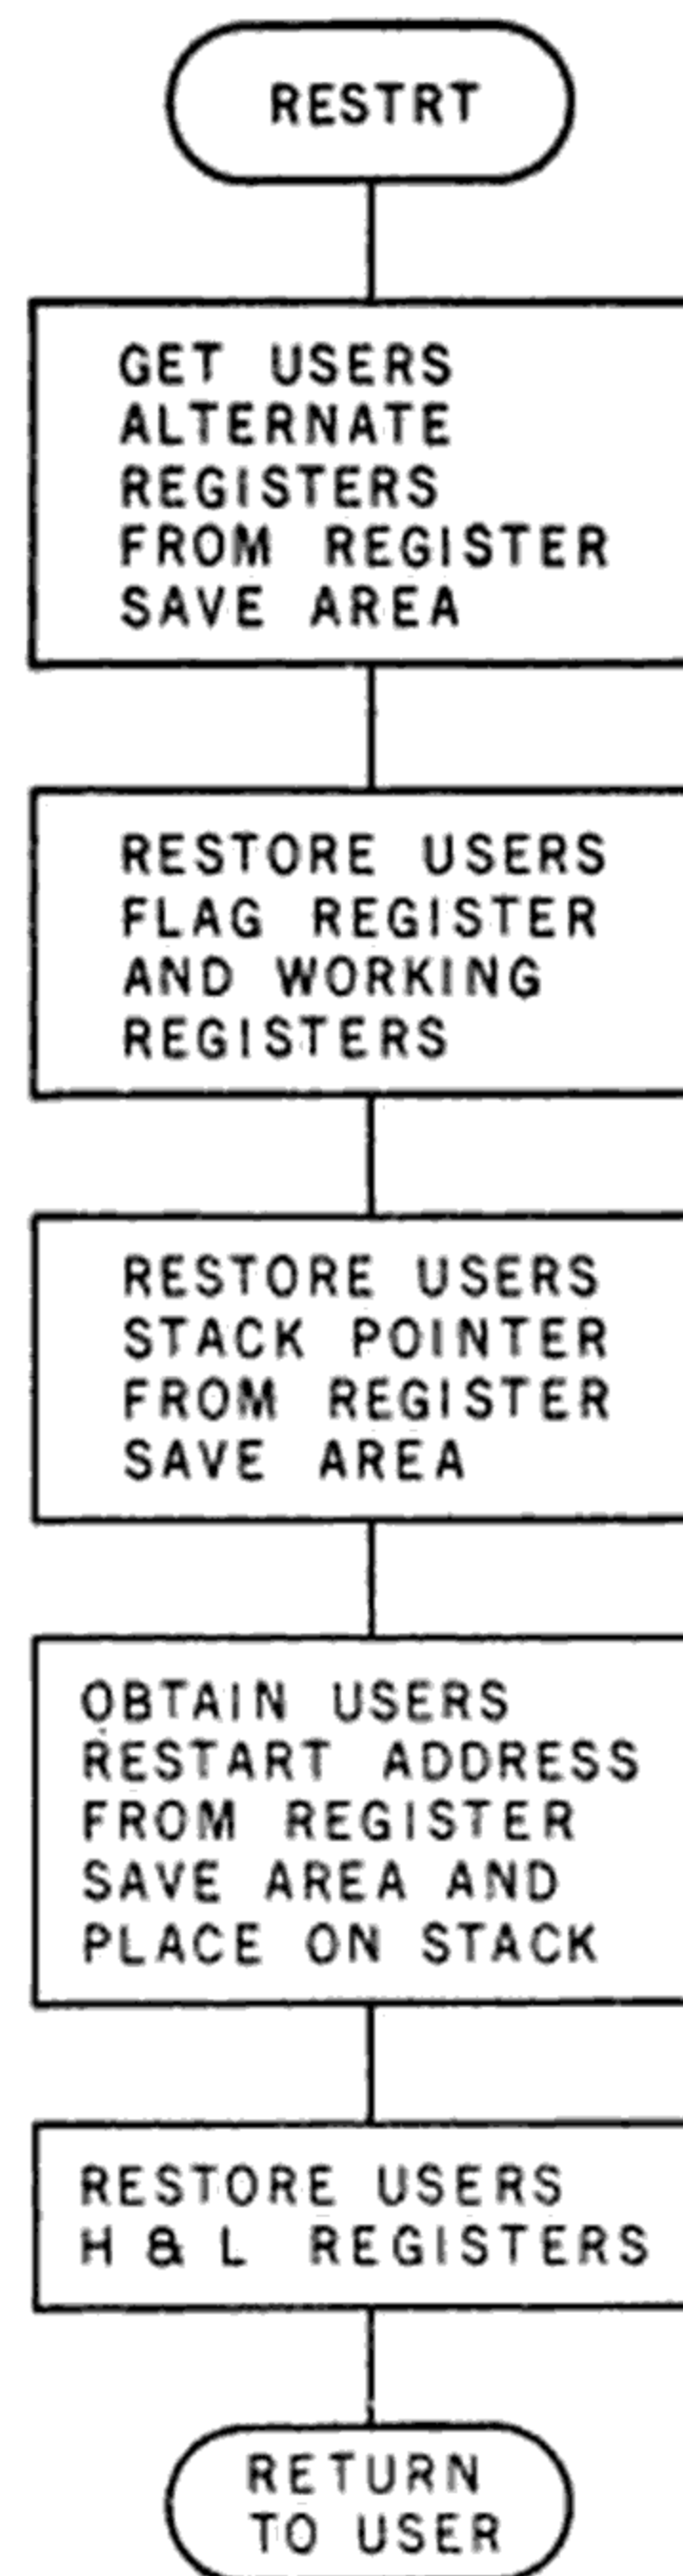 RESTRT
GET USERS
ALTERNATE
REGISTERS
FROM REGISTER
SAVE AREA
RESTORE USERS
FLAG REGISTER
AND WORKING
REGISTERS
RESTORE USERS
STACK POINTER
FROM REGISTER
SAVE AREA
OBTAIN USERS
RESTART ADDRESS
FROM REGISTER
SAVE AREA AND
PLACE ON STACK
RESTORE USERS
H & L REGISTERS
RETURN
TO USER